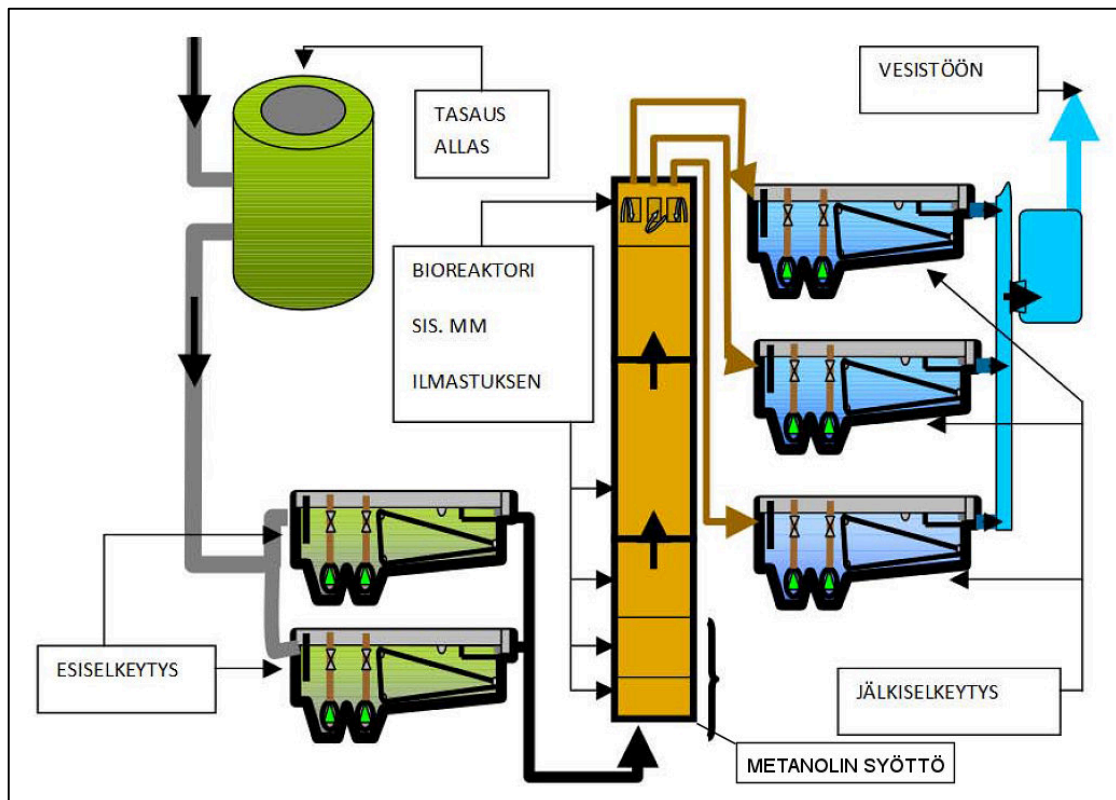 TASAUS
ALLAS
VESISTÖÖN
BIOREAKTORI
SIS. MM
ILMASTUKSEN
ESISELKEYTYS
JÄLKISELKEYTYS
METANOLIN SYÖTTÖ